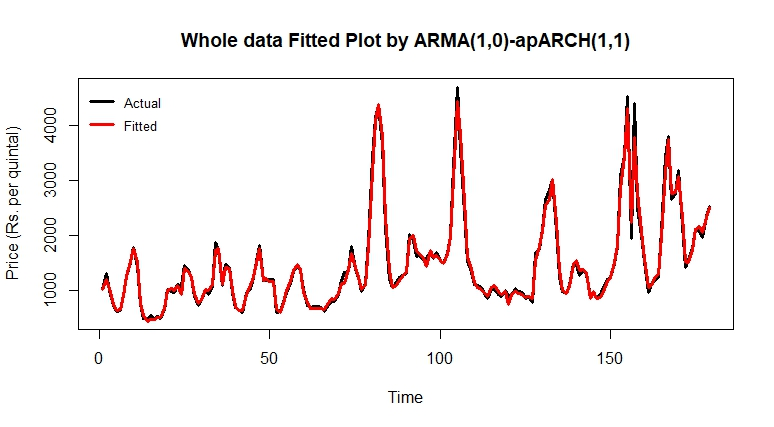 Whole data Fitted Plot by ARMA(1,0)-apARCH(1,1)
Actual
Fitted
Price (Rs. per quintal)
4000
3000
2000
1000
0 50 100 150
Time